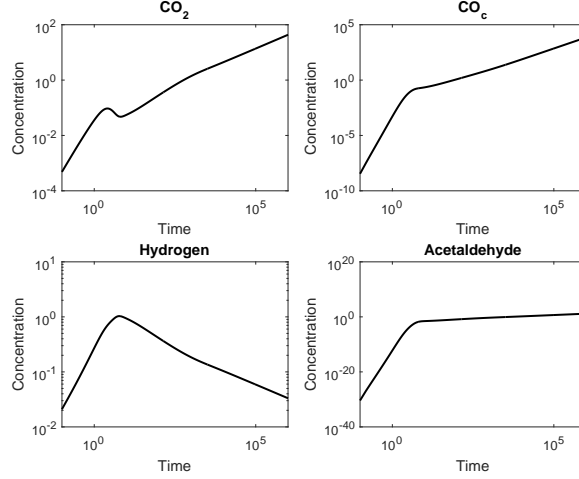 CO2
10^2
10^0
10^-2
10^-4
Concentration
10^0
10^5
Time
COc
10^5
10^0
10^-5
10^-10
Concentration
10^0
10^5
Time
Hydrogen
10^1
10^0
10^-1
10^-2
Concentration
10^0
10^5
Time
Acetaldehyde
10^20
10^0
10^-20
10^-40
Concentration
10^0
10^5
Time